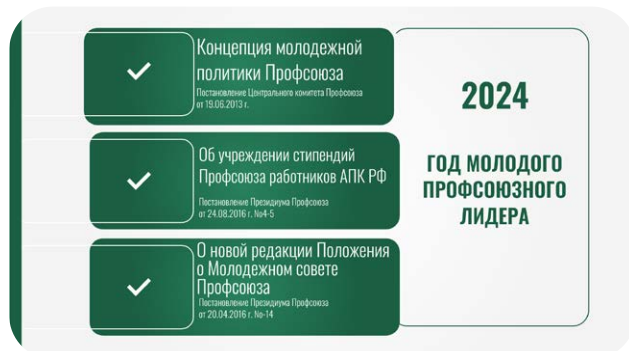 Концепция молодежной
политики Профсоюза
Постановление Центрального комитета Профсоюза
от 19.06.2013 г.
Об учреждении стипендий
Профсоюза работников АПК РФ
Постановление Президиума Профсоюза
от 24.08.2016 г. No4-5
О новой редакции Положения
о Молодежном совете
Профсоюза
Постановление Президиума Профсоюза
от 20.04.2016 г. No-14
2024
ГОД МОЛОДОГО
ПРОФСОЮЗНОГО
ЛИДЕРА